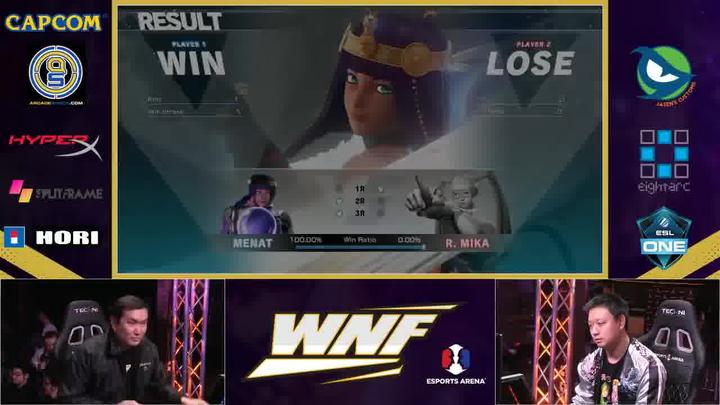 CAPCOM
ARCADESHOCK.COM
HYPERX
SPLITFRAME
HORI
RESULT
PLAYER 1
WIN
PLAYER 2
LOSE
1R
2R
3R
MENAT
100.00%
Win Ratio
0.00%
R. MIKA
JASEN'S CUSTOMS
eightarc
ESL
ONE
TECNI
WNF
ESPORTS ARENA
TECNI